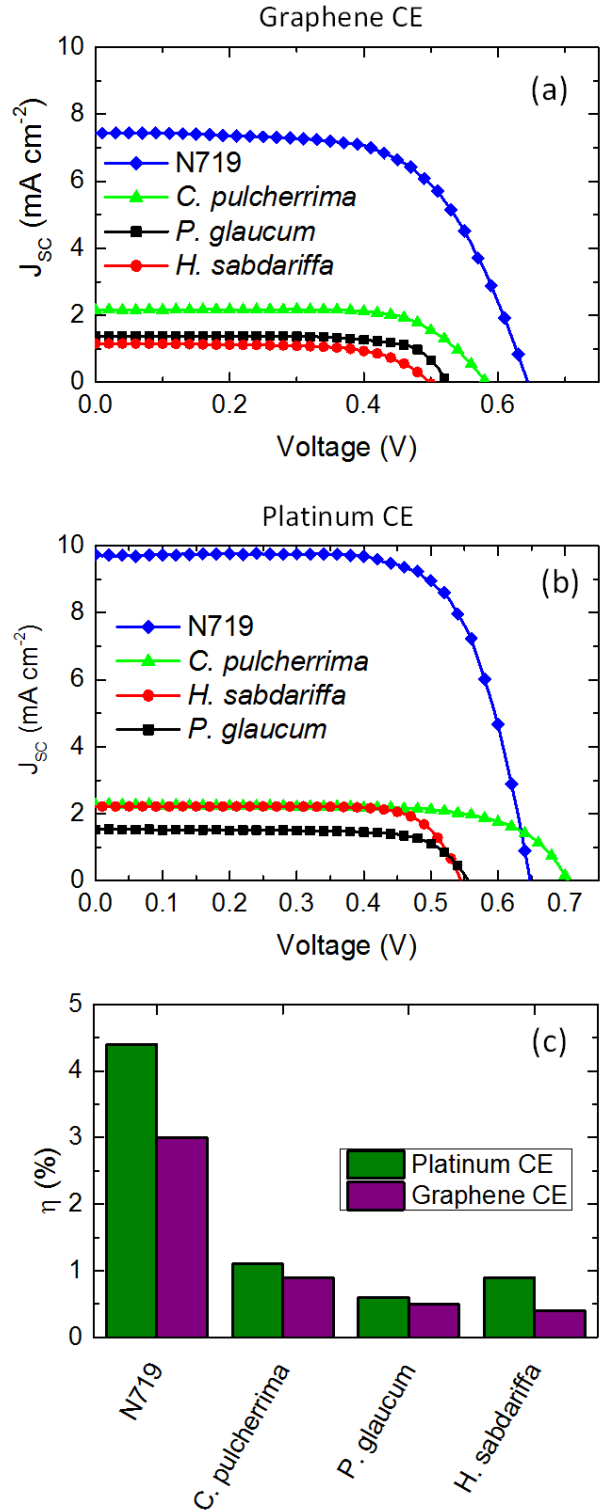 Graphene CE
(a)
10
8
6
4
2
0
J_SC (mA cm^-2)
N719
C. pulcherrima
P. glaucum
H. sabdariffa
0.0 0.2 0.4 0.6
Voltage (V)
Platinum CE
(b)
10
8
6
4
2
0
J_SC (mA cm^-2)
N719
C. pulcherrima
H. sabdariffa
P. glaucum
0.0 0.1 0.2 0.3 0.4 0.5 0.6 0.7
Voltage (V)
(c)
5
4
3
2
1
0
η (%)
Platinum CE
Graphene CE
N719
C. pulcherrima
P. glaucum
H. sabdariffa